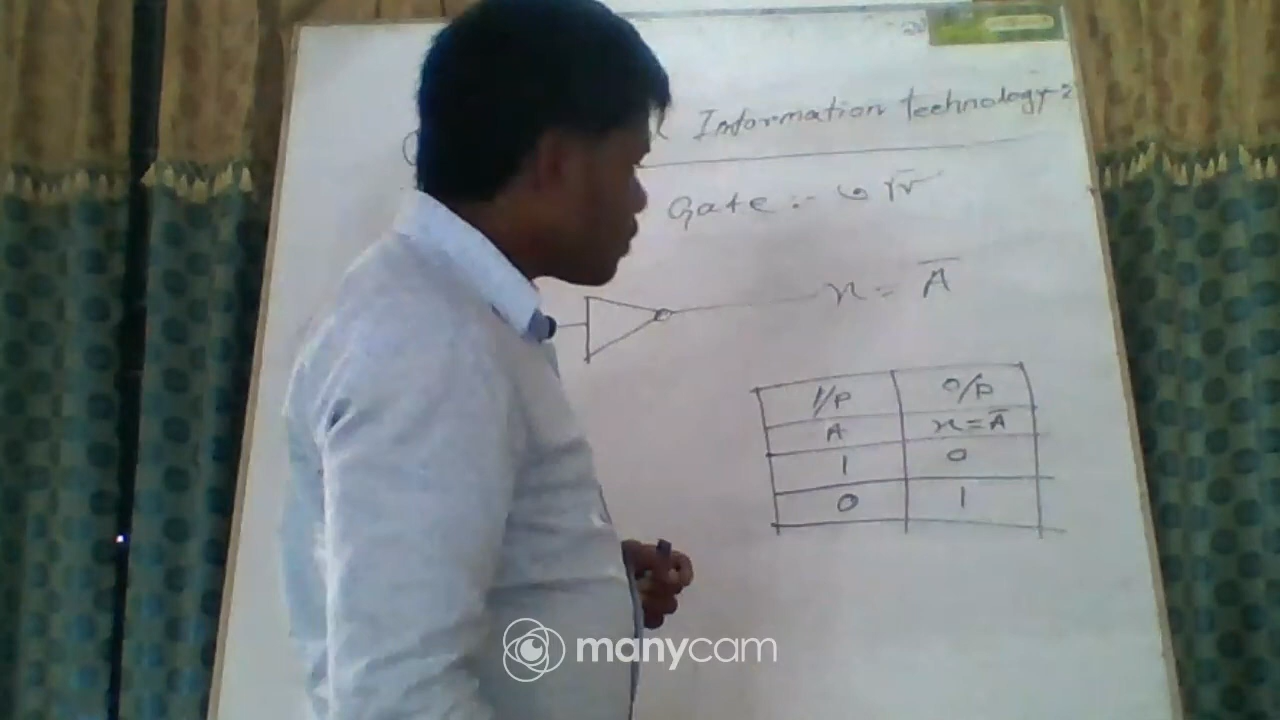 Information technology:-
Gate :-
x = A̅
I/P O/P
A x = A̅
1 0
0 1
manycam